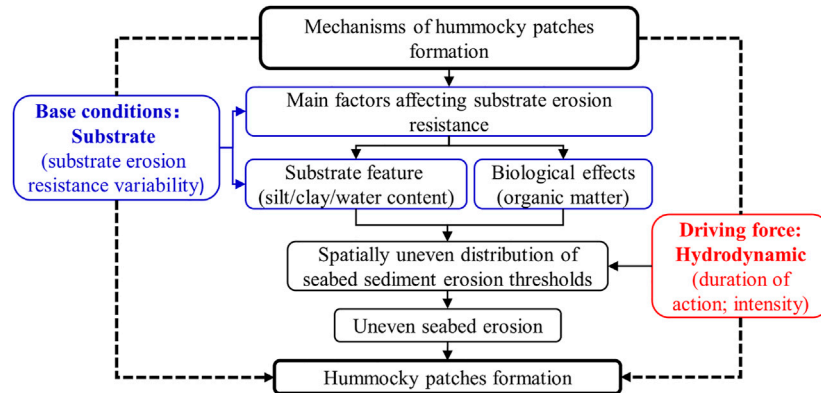 Mechanisms of hummocky patches
formation
Main factors affecting substrate erosion
resistance
Base conditions:
Substrate
(substrate erosion
resistance variability)
Substrate feature
(silt/clay/water content)
Biological effects
(organic matter)
Spatially uneven distribution of
seabed sediment erosion thresholds
Driving force:
Hydrodynamic
(duration of
action; intensity)
Uneven seabed erosion
Hummocky patches formation